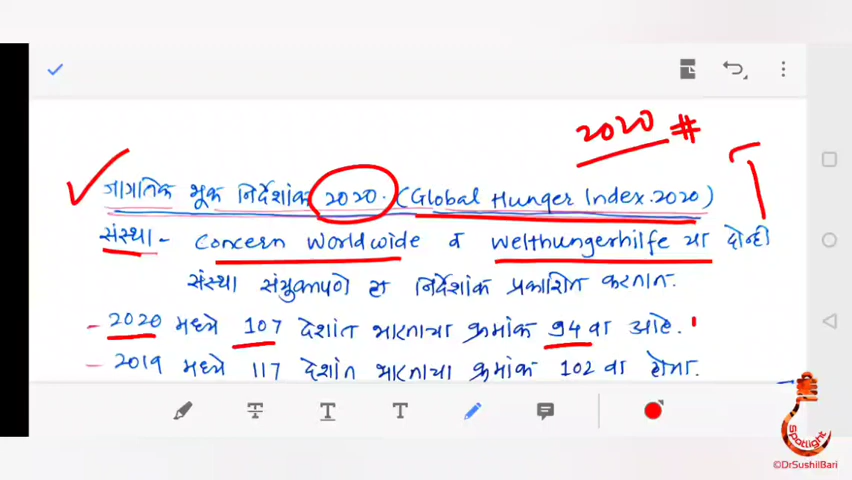 2020 #
जागतिक भूक निर्देशांक 2020. (Global Hunger Index.2020)
संस्था - Concern Worldwide व Welthungerhilfe या दोन्ही
संस्था संयुक्तपणे हा निर्देशांक प्रकाशित करतात.
- 2020 मध्ये 107 देशांत भारताचा क्रमांक 94 वा आहे.
- 2019 मध्ये 117 देशांत भारताचा क्रमांक 102 वा होता.
T T T
Spotlight
©DrSushilBari